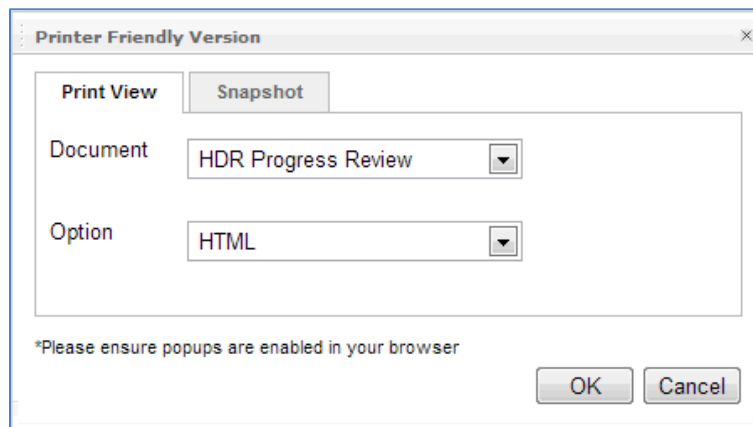 Printer Friendly Version
Print View Snapshot
Document HDR Progress Review
Option HTML
*Please ensure popups are enabled in your browser
OK Cancel